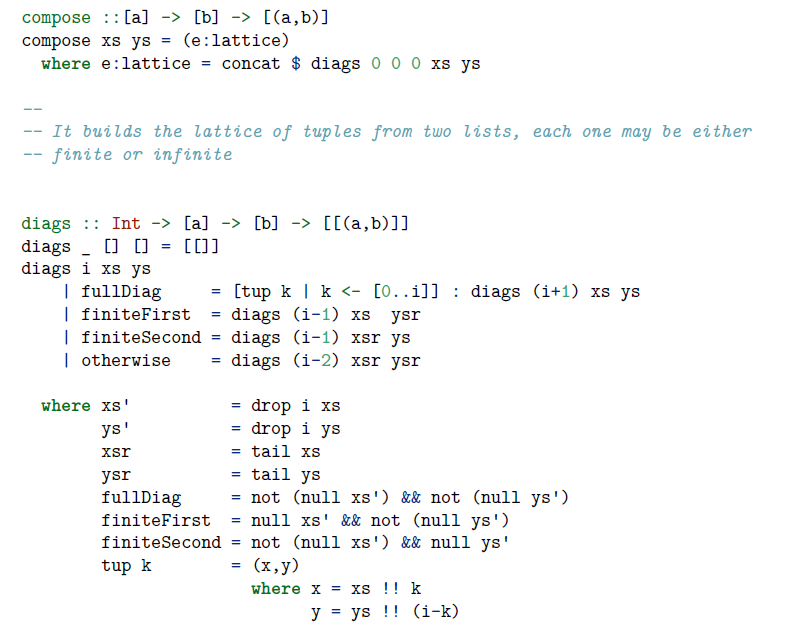 compose ::[a] -> [b] -> [(a,b)]
compose xs ys = (e:lattice)
  where e:lattice = concat $ diags 0 0 0 xs ys

--
-- It builds the lattice of tuples from two lists, each one may be either
-- finite or infinite

diags :: Int -> [a] -> [b] -> [[(a,b)]]
diags _ [] [] = [[]]
diags i xs ys
    | fullDiag     = [tup k | k <- [0..i]] : diags (i+1) xs ys
    | finiteFirst  = diags (i-1) xs  ysr
    | finiteSecond = diags (i-1) xsr ys
    | otherwise    = diags (i-2) xsr ysr

  where xs'          = drop i xs
        ys'          = drop i ys
        xsr          = tail xs
        ysr          = tail ys
        fullDiag     = not (null xs') && not (null ys')
        finiteFirst  = null xs' && not (null ys')
        finiteSecond = not (null xs') && null ys'
        tup k        = (x,y)
                       where x = xs !! k
                             y = ys !! (i-k)